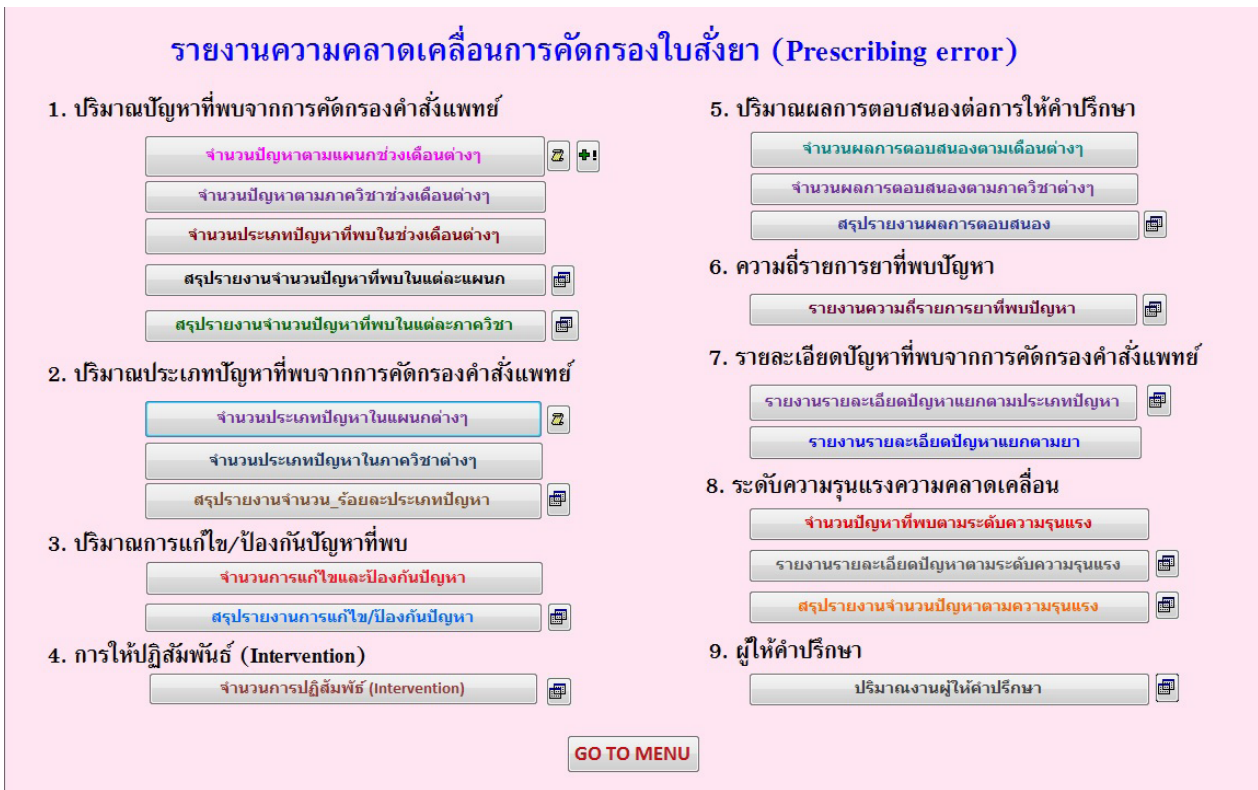 รายงานความคลาดเคลื่อนการคัดกรองใบสั่งยา (Prescribing error)
1. ปริมาณปัญหาที่พบจากการคัดกรองคำสั่งแพทย์
จำนวนปัญหาตามแผนกช่วงเดือนต่างๆ
จำนวนปัญหาตามภาควิชาช่วงเดือนต่างๆ
จำนวนประเภทปัญหาที่พบในช่วงเดือนต่างๆ
สรุปรายงานจำนวนปัญหาที่พบในแต่ละแผนก
สรุปรายงานจำนวนปัญหาที่พบในแต่ละภาควิชา
2. ปริมาณประเภทปัญหาที่พบจากการคัดกรองคำสั่งแพทย์
จำนวนประเภทปัญหาในแผนกต่างๆ
จำนวนประเภทปัญหาในภาควิชาต่างๆ
สรุปรายงานจำนวน_ร้อยละประเภทปัญหา
3. ปริมาณการแก้ไข/ป้องกันปัญหาที่พบ
จำนวนการแก้ไขและป้องกันปัญหา
สรุปรายงานการแก้ไข/ป้องกันปัญหา
4. การให้ปฏิสัมพันธ์ (Intervention)
จำนวนการปฏิสัมพัธ์ (Intervention)
5. ปริมาณผลการตอบสนองต่อการให้คำปรึกษา
จำนวนผลการตอบสนองตามเดือนต่างๆ
จำนวนผลการตอบสนองตามภาควิชาต่างๆ
สรุปรายงานผลการตอบสนอง
6. ความถี่รายการยาที่พบปัญหา
รายงานความถี่รายการยาที่พบปัญหา
7. รายละเอียดปัญหาที่พบจากการคัดกรองคำสั่งแพทย์
รายงานรายละเอียดปัญหาแยกตามประเภทปัญหา
รายงานรายละเอียดปัญหาแยกตามยา
8. ระดับความรุนแรงความคลาดเคลื่อน
จำนวนปัญหาที่พบตามระดับความรุนแรง
รายงานรายละเอียดปัญหาตามระดับความรุนแรง
สรุปรายงานจำนวนปัญหาตามความรุนแรง
9. ผู้ให้คำปรึกษา
ปริมาณงานผู้ให้คำปรึกษา
GO TO MENU